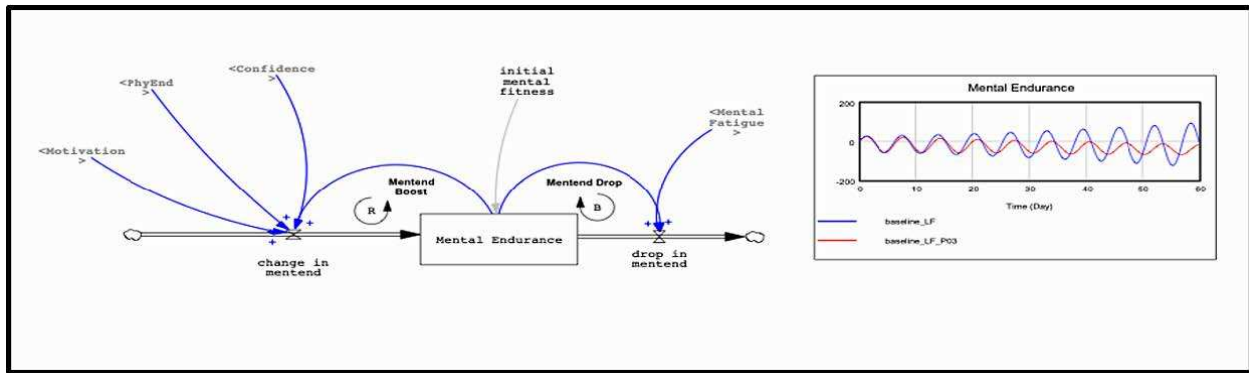 <Confidence
>
<PhyEnd
>
<Motivation
>
initial
mental
fitness
<Mental
Fatigue
>
Mentend
Boost
R
Mentend Drop
B
+
+
+
+
+
Mental Endurance
change in
mentend
drop in
mentend
Mental Endurance
200
0
-200
0 10 20 30 40 50 60
Time (Day)
baseline_LF
baseline_LF_P03